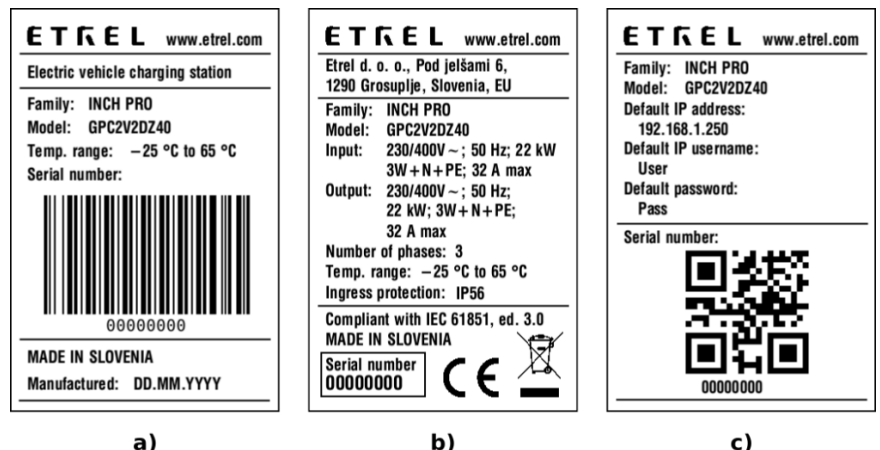 ETREL www.etrel.com
Electric vehicle charging station
Family: INCH PRO
Model: GPC2V2DZ40
Temp. range: −25 °C to 65 °C
Serial number:
00000000
MADE IN SLOVENIA
Manufactured: DD.MM.YYYY
a)
ETREL www.etrel.com
Etrel d. o. o., Pod jelšami 6,
1290 Grosuplje, Slovenia, EU
Family: INCH PRO
Model: GPC2V2DZ40
Input: 230/400V ~; 50 Hz; 22 kW
3W+N+PE; 32 A max
Output: 230/400V ~; 50 Hz;
22 kW; 3W+N+PE;
32 A max
Number of phases: 3
Temp. range: −25 °C to 65 °C
Ingress protection: IP56
Compliant with IEC 61851, ed. 3.0
MADE IN SLOVENIA
Serial number
00000000
CE
b)
ETREL www.etrel.com
Family: INCH PRO
Model: GPC2V2DZ40
Default IP address:
192.168.1.250
Default IP username:
User
Default password:
Pass
Serial number:
00000000
c)